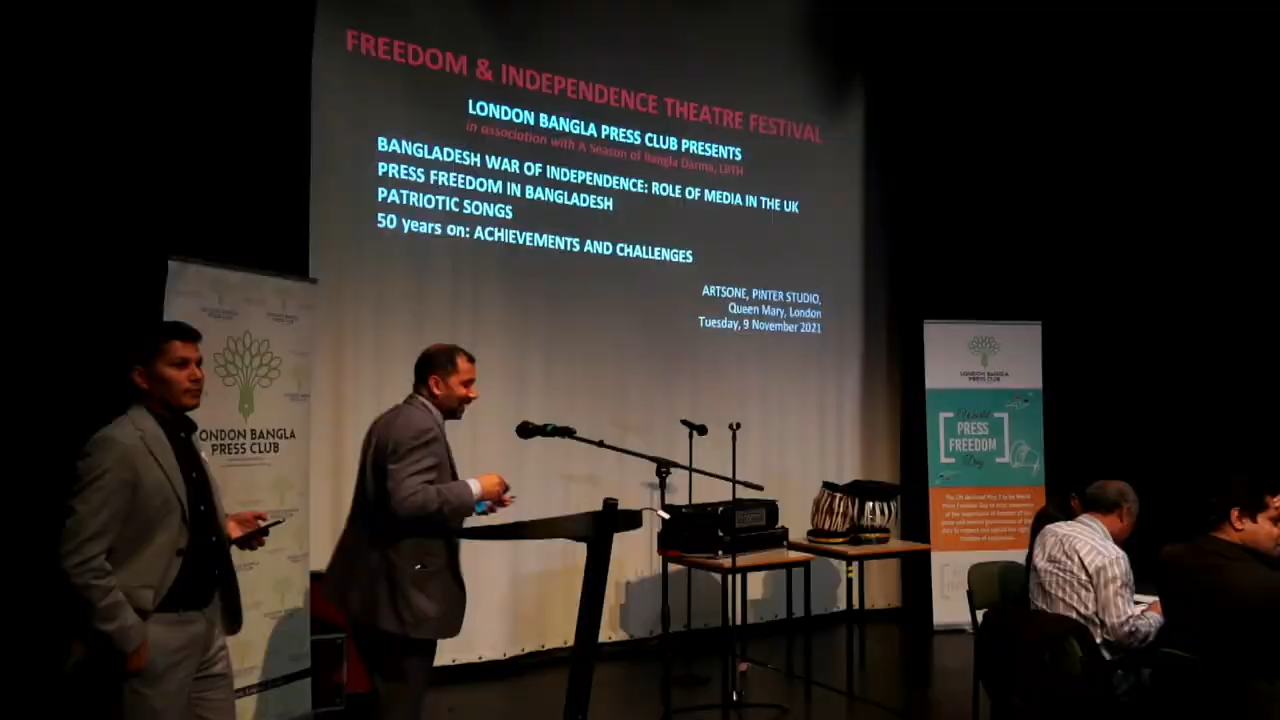 FREEDOM & INDEPENDENCE THEATRE FESTIVAL
LONDON BANGLA PRESS CLUB PRESENTS
in association with A Season of Bangla Darma, LBTH
BANGLADESH WAR OF INDEPENDENCE: ROLE OF MEDIA IN THE UK
PRESS FREEDOM IN BANGLADESH
PATRIOTIC SONGS
50 years on: ACHIEVEMENTS AND CHALLENGES
ARTSONE, PINTER STUDIO,
Queen Mary, London
Tuesday, 9 November 2021
ONDON BANGLA
PRESS CLUB
LONDON BANGLA
PRESS CLUB
World
PRESS
FREEDOM
Day